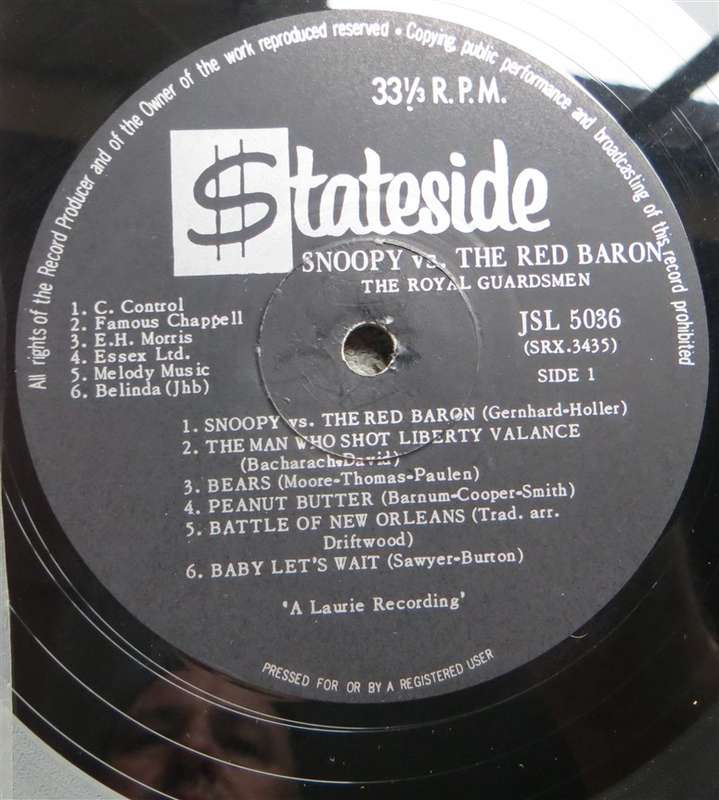 All rights of the Record Producer and of the Owner of the work reproduced reserved • Copying, public performance and broadcasting of this record prohibited
33⅓ R.P.M.
$tateside
SNOOPY vs. THE RED BARON
THE ROYAL GUARDSMEN
1. C. Control
2. Famous Chappell
3. E.H. Morris
4. Essex Ltd.
5. Melody Music
6. Belinda (Jhb)
JSL 5036
(SRX.3435)
SIDE 1
1. SNOOPY vs. THE RED BARON (Gernhard-Holler)
2. THE MAN WHO SHOT LIBERTY VALANCE
(Bacharach-David)
3. BEARS (Moore-Thomas-Paulen)
4. PEANUT BUTTER (Barnum-Cooper-Smith)
5. BATTLE OF NEW ORLEANS (Trad. arr.
Driftwood)
6. BABY LET'S WAIT (Sawyer-Burton)
'A Laurie Recording'
PRESSED FOR OR BY A REGISTERED USER